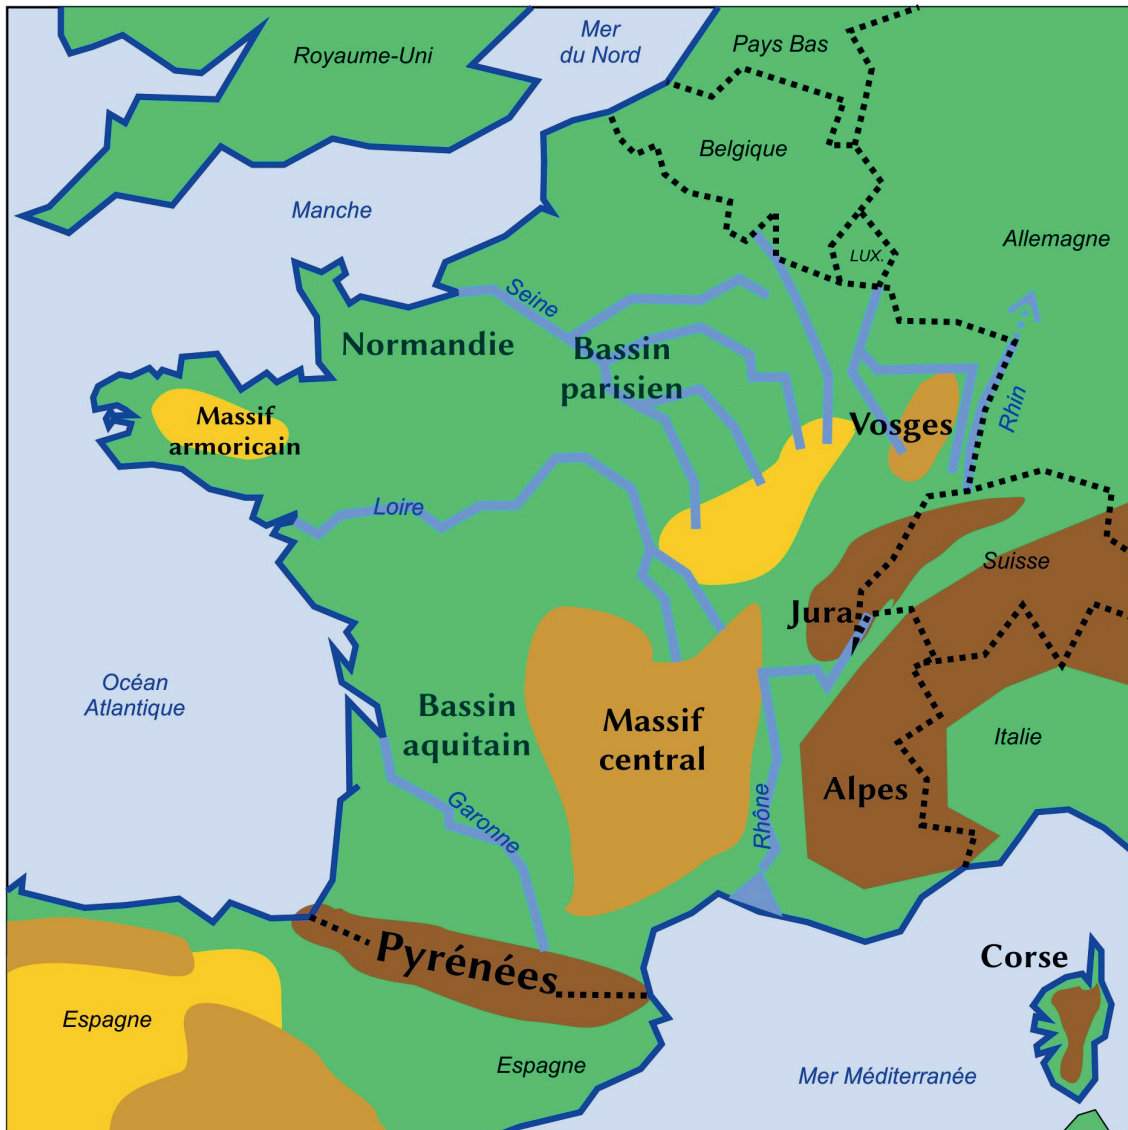 Royaume-Uni
Mer
du Nord
Pays Bas
Belgique
Manche
Allemagne
LUX.
Seine
Normandie
Bassin
parisien
Massif
armoricain
Vosges
Rhin
Loire
Suisse
Jura
Océan
Atlantique
Bassin
aquitain
Massif
central
Italie
Alpes
Garonne
Rhône
Pyrénées
Corse
Espagne
Espagne
Mer Méditerranée